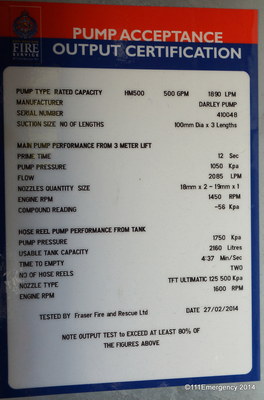 PUMP ACCEPTANCE
OUTPUT CERTIFICATION
FIRE
SERVICE
PUMP TYPE RATED CAPACITY HM500 500 GPM 1890 LPM
MANUFACTURER DARLEY PUMP
SERIAL NUMBER 410048
SUCTION SIZE NO OF LENGTHS 100mm Dia x 3 Lengths
MAIN PUMP PERFORMANCE FROM 3 METER LIFT
PRIME TIME 12 Sec
PUMP PRESSURE 1050 Kpa
FLOW 2085 LPM
NOZZLES QUANTITY SIZE 18mm x 2 - 19mm x 1
ENGINE RPM 1450 RPM
COMPOUND READING -56 Kpa
HOSE REEL PUMP PERFORMANCE FROM TANK
PUMP PRESSURE 1750 Kpa
USABLE TANK CAPACITY 2160 Litres
TIME TO EMPTY 4:37 Min/Sec
NO OF HOSE REELS TWO
NOZZLE TYPE TFT ULTIMATIC 125 500 Kpa
ENGINE RPM 1600 RPM
TESTED BY Fraser Fire and Rescue Ltd DATE 27/02/2014
NOTE OUTPUT TEST to EXCEED AT LEAST 80% OF
THE FIGURES ABOVE
©111Emergency 2014